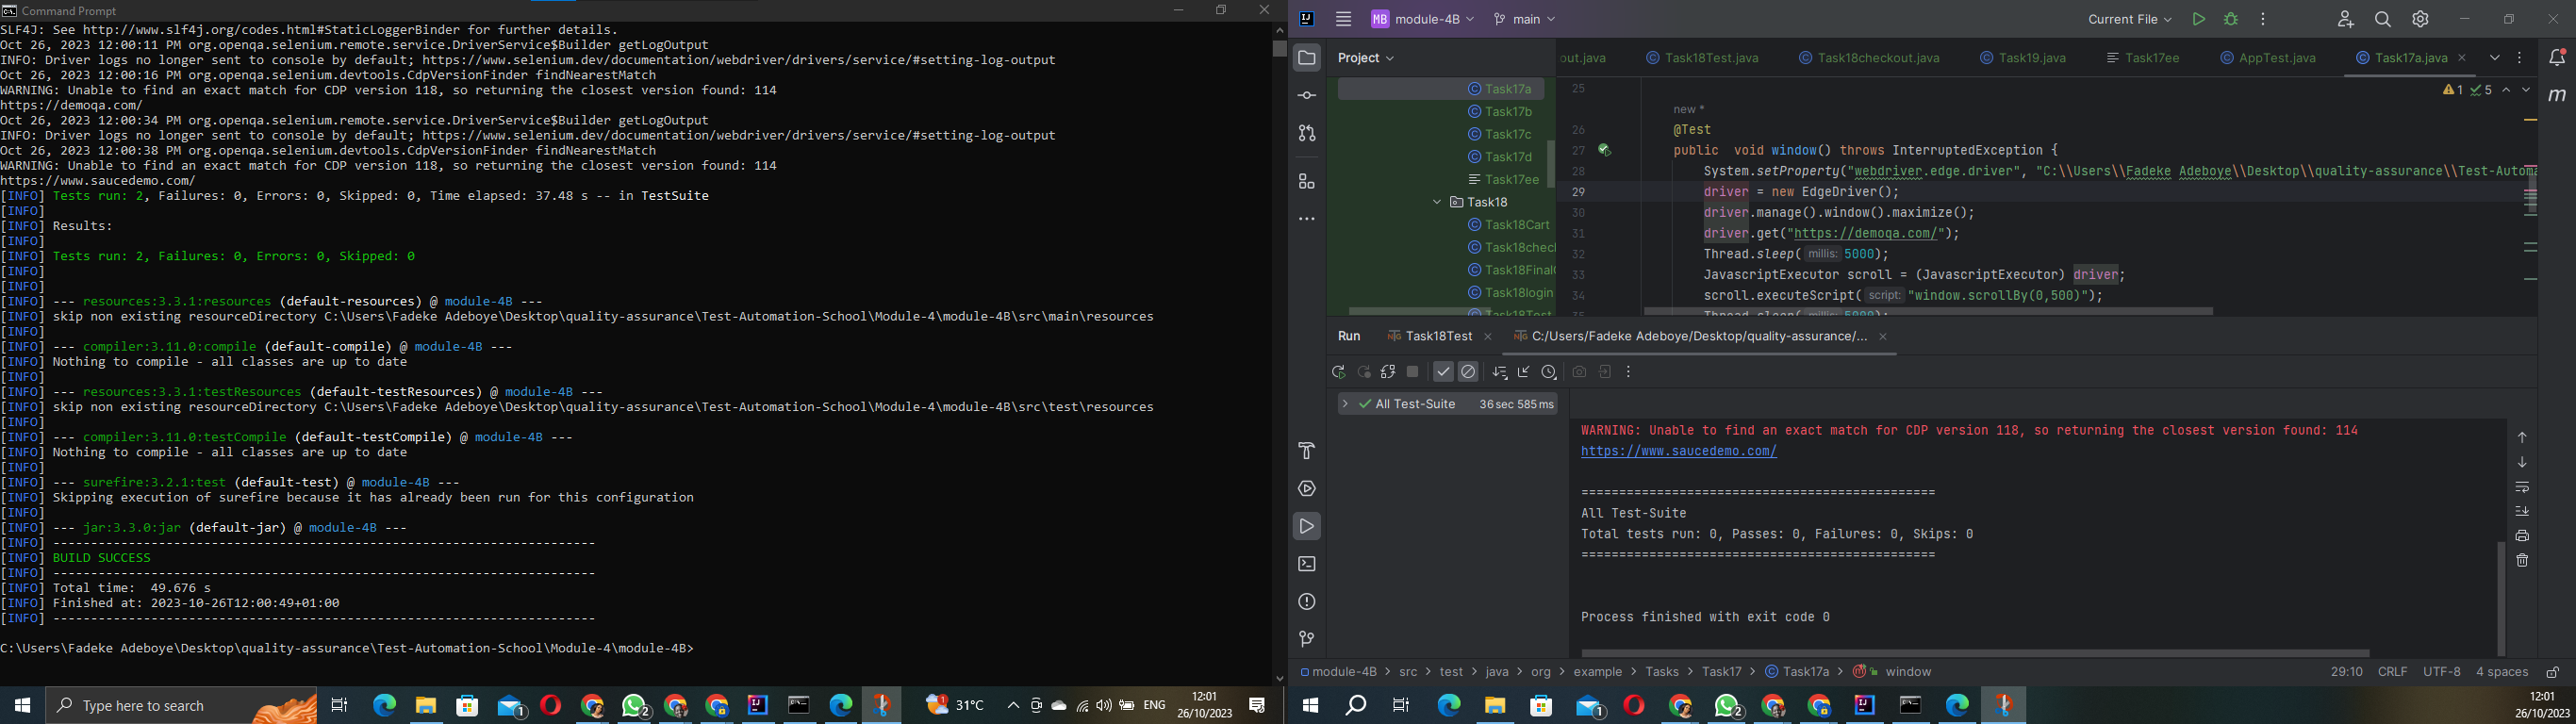 Command Prompt
SLF4J: See http://www.slf4j.org/codes.html#StaticLoggerBinder for further details.
Oct 26, 2023 12:00:11 PM org.openqa.selenium.remote.service.DriverService$Builder getLogOutput
INFO: Driver logs no longer sent to console by default; https://www.selenium.dev/documentation/webdriver/drivers/service/#setting-log-output
Oct 26, 2023 12:00:16 PM org.openqa.selenium.devtools.CdpVersionFinder findNearestMatch
WARNING: Unable to find an exact match for CDP version 118, so returning the closest version found: 114
https://demoqa.com/
Oct 26, 2023 12:00:34 PM org.openqa.selenium.remote.service.DriverService$Builder getLogOutput
INFO: Driver logs no longer sent to console by default; https://www.selenium.dev/documentation/webdriver/drivers/service/#setting-log-output
Oct 26, 2023 12:00:38 PM org.openqa.selenium.devtools.CdpVersionFinder findNearestMatch
WARNING: Unable to find an exact match for CDP version 118, so returning the closest version found: 114
https://www.saucedemo.com/
[INFO] Tests run: 2, Failures: 0, Errors: 0, Skipped: 0, Time elapsed: 37.48 s -- in TestSuite
[INFO]
[INFO] Results:
[INFO]
[INFO] Tests run: 2, Failures: 0, Errors: 0, Skipped: 0
[INFO]
[INFO]
[INFO] --- resources:3.3.1:resources (default-resources) @ module-4B ---
[INFO] skip non existing resourceDirectory C:\Users\Fadeke Adeboye\Desktop\quality-assurance\Test-Automation-School\Module-4\module-4B\src\main\resources
[INFO]
[INFO] --- compiler:3.11.0:compile (default-compile) @ module-4B ---
[INFO] Nothing to compile - all classes are up to date
[INFO]
[INFO] --- resources:3.3.1:testResources (default-testResources) @ module-4B ---
[INFO] skip non existing resourceDirectory C:\Users\Fadeke Adeboye\Desktop\quality-assurance\Test-Automation-School\Module-4\module-4B\src\test\resources
[INFO]
[INFO] --- compiler:3.11.0:testCompile (default-testCompile) @ module-4B ---
[INFO] Nothing to compile - all classes are up to date
[INFO]
[INFO] --- surefire:3.2.1:test (default-test) @ module-4B ---
[INFO] Skipping execution of surefire because it has already been run for this configuration
[INFO]
[INFO] --- jar:3.3.0:jar (default-jar) @ module-4B ---
[INFO] ------------------------------------------------------------------------
[INFO] BUILD SUCCESS
[INFO] ------------------------------------------------------------------------
[INFO] Total time:  49.676 s
[INFO] Finished at: 2023-10-26T12:00:49+01:00
[INFO] ------------------------------------------------------------------------
C:\Users\Fadeke Adeboye\Desktop\quality-assurance\Test-Automation-School\Module-4\module-4B>
Type here to search
1
2
1
31°C
ENG
12:01
26/10/2023
MB module-4B
main
Current File
Project
out.java
Task18Test.java
Task18checkout.java
Task19.java
Task17ee
AppTest.java
Task17a.java
Task17a
Task17b
Task17c
Task17d
Task17ee
Task18
Task18Cart
Task18checl
Task18Final
Task18login
Task18Test
1 5
25
new *
26 @Test
27 public void window() throws InterruptedException {
28 System.setProperty("webdriver.edge.driver", "C:\\Users\\Fadeke Adeboye\\Desktop\\quality-assurance\\Test-Autom
29 driver = new EdgeDriver();
30 driver.manage().window().maximize();
31 driver.get("https://demoqa.com/");
32 Thread.sleep( millis: 5000);
33 JavascriptExecutor scroll = (JavascriptExecutor) driver;
34 scroll.executeScript( script: "window.scrollBy(0,500)");
35 Thread.sleep( millis: 5000);
m
Run
Task18Test
C:/Users/Fadeke Adeboye/Desktop/quality-assurance/...
All Test-Suite 36 sec 585 ms
WARNING: Unable to find an exact match for CDP version 118, so returning the closest version found: 114
https://www.saucedemo.com/
===============================================
All Test-Suite
Total tests run: 0, Passes: 0, Failures: 0, Skips: 0
===============================================
Process finished with exit code 0
module-4B > src > test > java > org > example > Tasks > Task17 > Task17a > window
29:10 CRLF UTF-8 4 spaces
1
2
12:01
26/10/2023